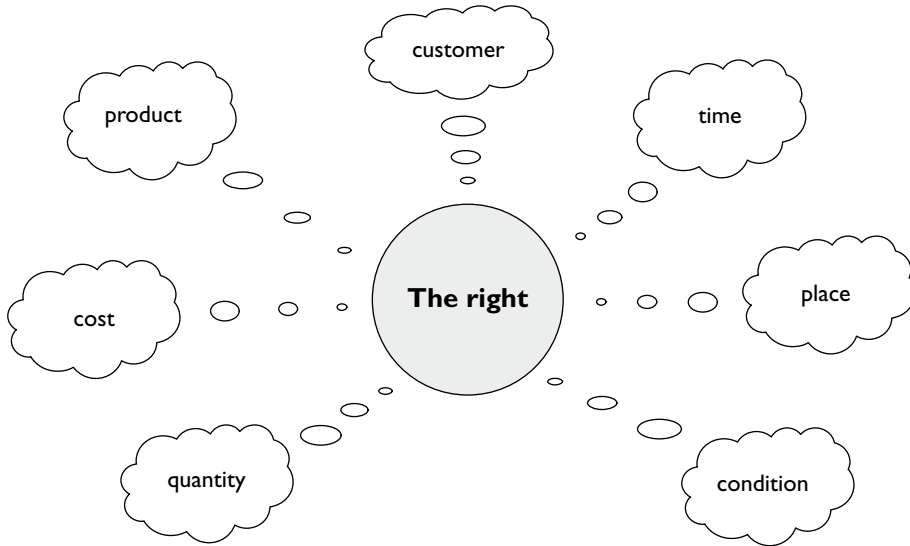 customer
product
time
The right
place
cost
quantity
condition